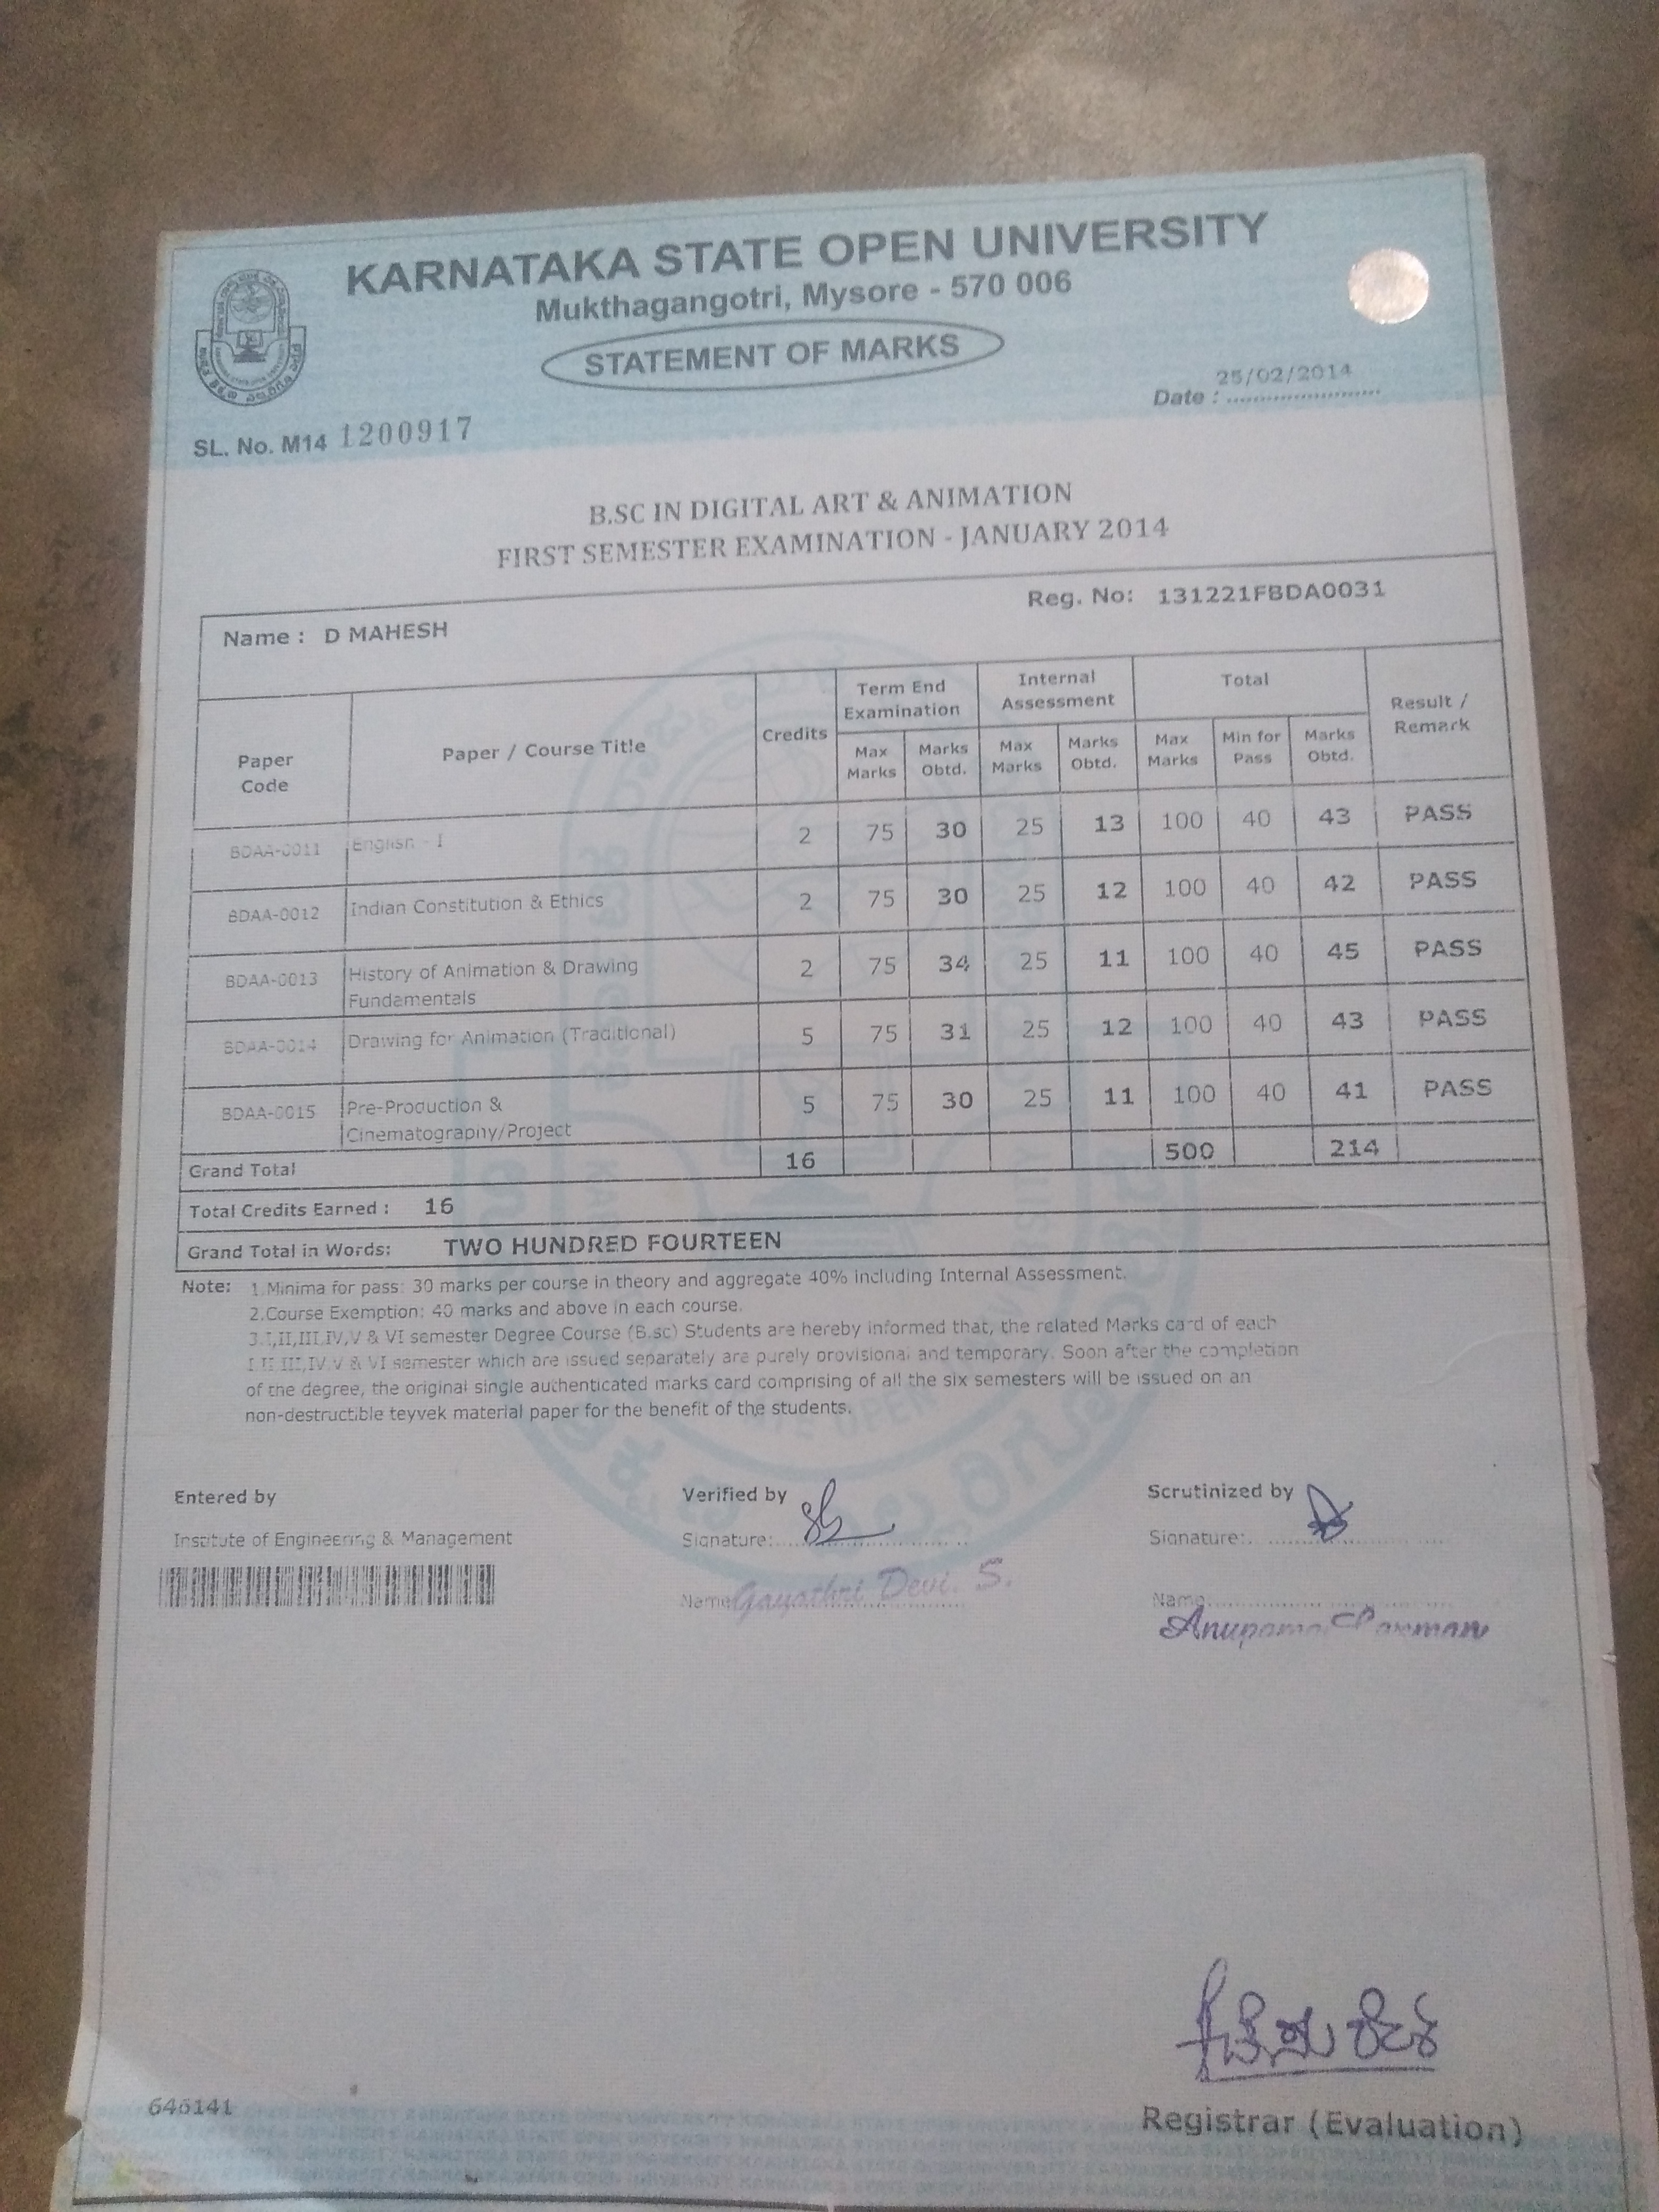 KARNATAKA STATE OPEN UNIVERSITY
Mukthagangotri, Mysore - 570 006
STATEMENT OF MARKS
25/02/2014
Date : ........................
SL. No. M14 1200917
B.SC IN DIGITAL ART & ANIMATION
FIRST SEMESTER EXAMINATION - JANUARY 2014
Reg. No: 131221FBDA0031
Name : D MAHESH
Paper Code Paper / Course Title Credits Term End Examination Internal Assessment Total Result / Remark
Max Marks Marks Obtd. Max Marks Marks Obtd. Max Marks Min for Pass Marks Obtd.
BDAA-0011 English - I 2 75 30 25 13 100 40 43 PASS
BDAA-0012 Indian Constitution & Ethics 2 75 30 25 12 100 40 42 PASS
BDAA-0013 History of Animation & Drawing Fundamentals 2 75 34 25 11 100 40 45 PASS
BDAA-0014 Drawing for Animation (Traditional) 5 75 31 25 12 100 40 43 PASS
BDAA-0015 Pre-Production & Cinematography/Project 5 75 30 25 11 100 40 41 PASS
Grand Total 16 500 214
Total Credits Earned : 16
Grand Total in Words: TWO HUNDRED FOURTEEN
Note: 1.Minima for pass: 30 marks per course in theory and aggregate 40% including Internal Assessment.
2.Course Exemption: 40 marks and above in each course.
3.I,II,III,IV,V & VI semester Degree Course (B.sc) Students are hereby informed that, the related Marks card of each
I,II,III,IV,V & VI semester which are issued separately are purely provisional and temporary. Soon after the completion
of the degree, the original single authenticated marks card comprising of all the six semesters will be issued on an
non-destructible teyvek material paper for the benefit of the students.
Entered by Verified by Scrutinized by
Institute of Engineering & Management Signature: Signature:
Name Gayathri Devi. S. Name
Anupama
646141
Registrar (Evaluation)